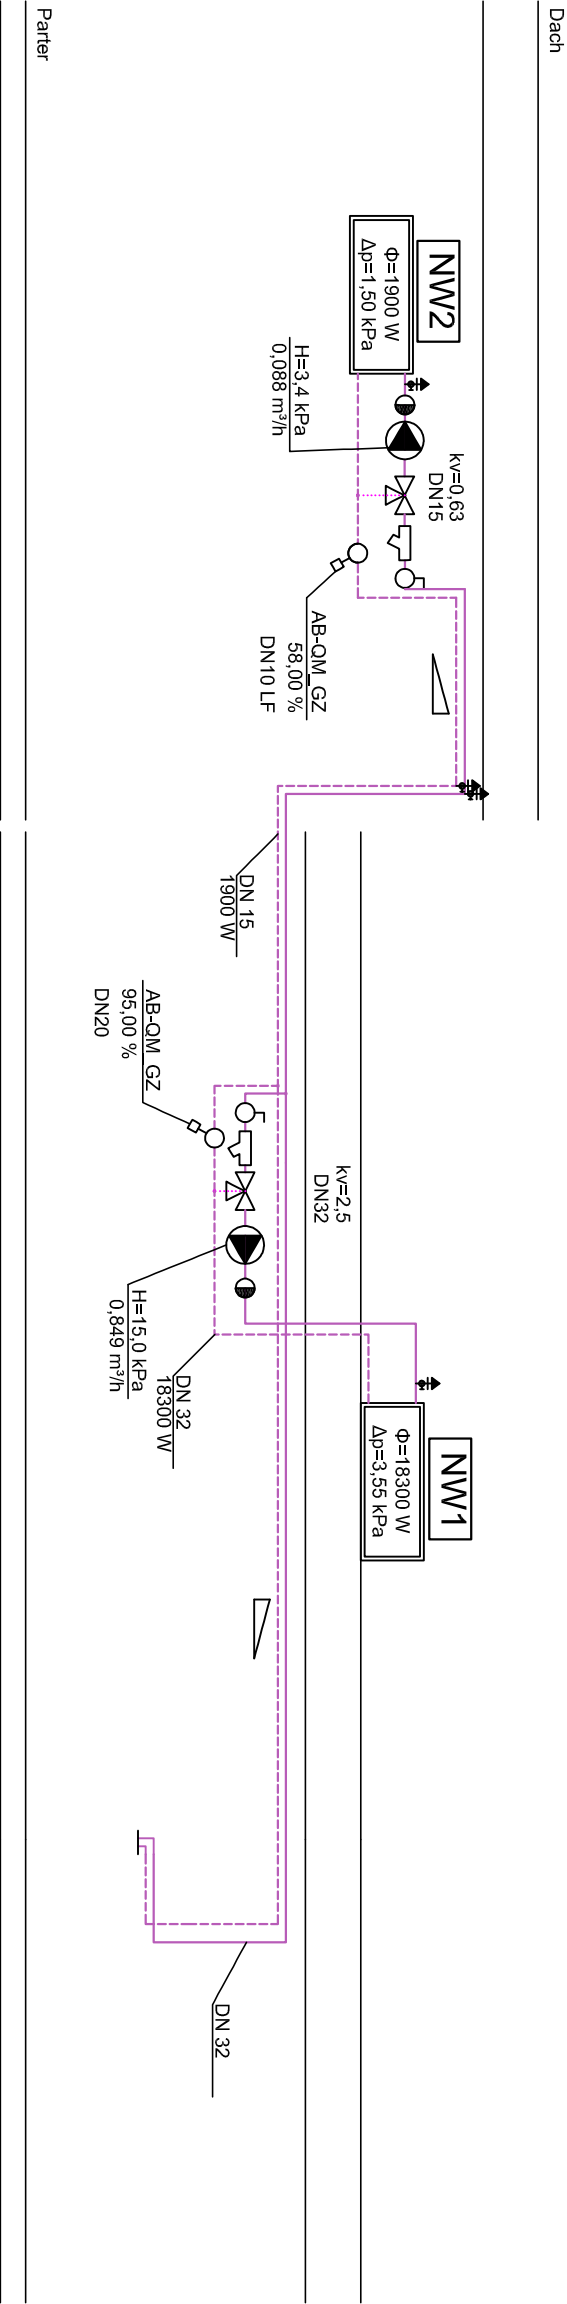 Dach
NW2
Φ=1900 W
Δp=1,50 kPa
kv=0,63
DN15
H=3,4 kPa
0,088 m³/h
AB-QM_GZ
58,00 %
DN10 LF
DN 15
1900 W
kv=2,5
DN32
AB-QM_GZ
95,00 %
DN20
H=15,0 kPa
0,849 m³/h
DN 32
18300 W
NW1
Φ=18300 W
Δp=3,55 kPa
DN 32
Parter